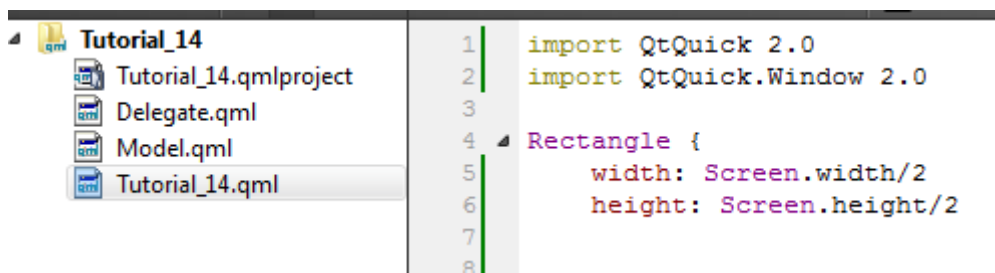 Tutorial_14
Tutorial_14.qmlproject
Delegate.qml
Model.qml
Tutorial_14.qml
1 import QtQuick 2.0
2 import QtQuick.Window 2.0
3
4 Rectangle {
5 width: Screen.width/2
6 height: Screen.height/2
7
8